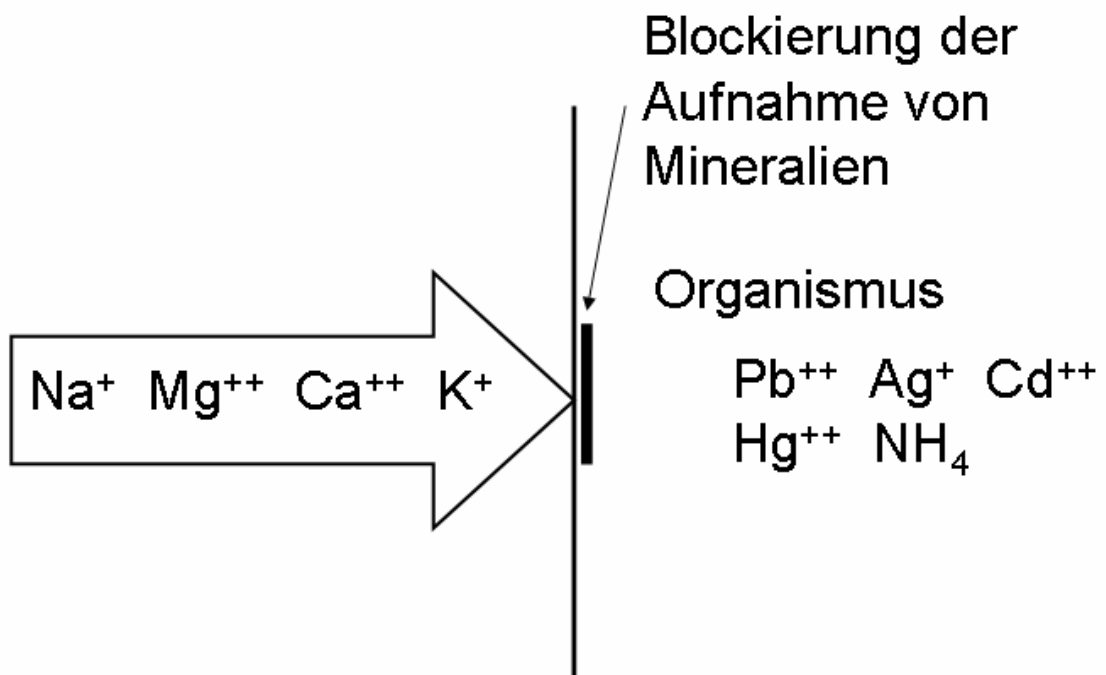 Blockierung der
Aufnahme von
Mineralien
Organismus
Na⁺ Mg⁺⁺ Ca⁺⁺ K⁺
Pb⁺⁺ Ag⁺ Cd⁺⁺
Hg⁺⁺ NH₄